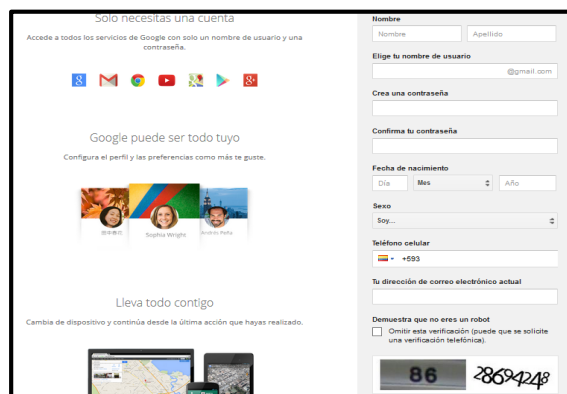 Solo necesitas una cuenta
Accede a todos los servicios de Google con solo un nombre de usuario y una
contraseña.
Google puede ser todo tuyo
Configura el perfil y las preferencias como más te guste.
Sophia Wright
Andrés Peña
Lleva todo contigo
Cambia de dispositivo y continúa desde la última acción que hayas realizado.
Nombre
Nombre
Apellido
Elige tu nombre de usuario
@gmail.com
Crea una contraseña
Confirma tu contraseña
Fecha de nacimiento
Día
Mes
Año
Sexo
Soy...
Teléfono celular
+593
Tu dirección de correo electrónico actual
Demuestra que no eres un robot
Omitir esta verificación (puede que se solicite
una verificación telefónica).
86
28694248